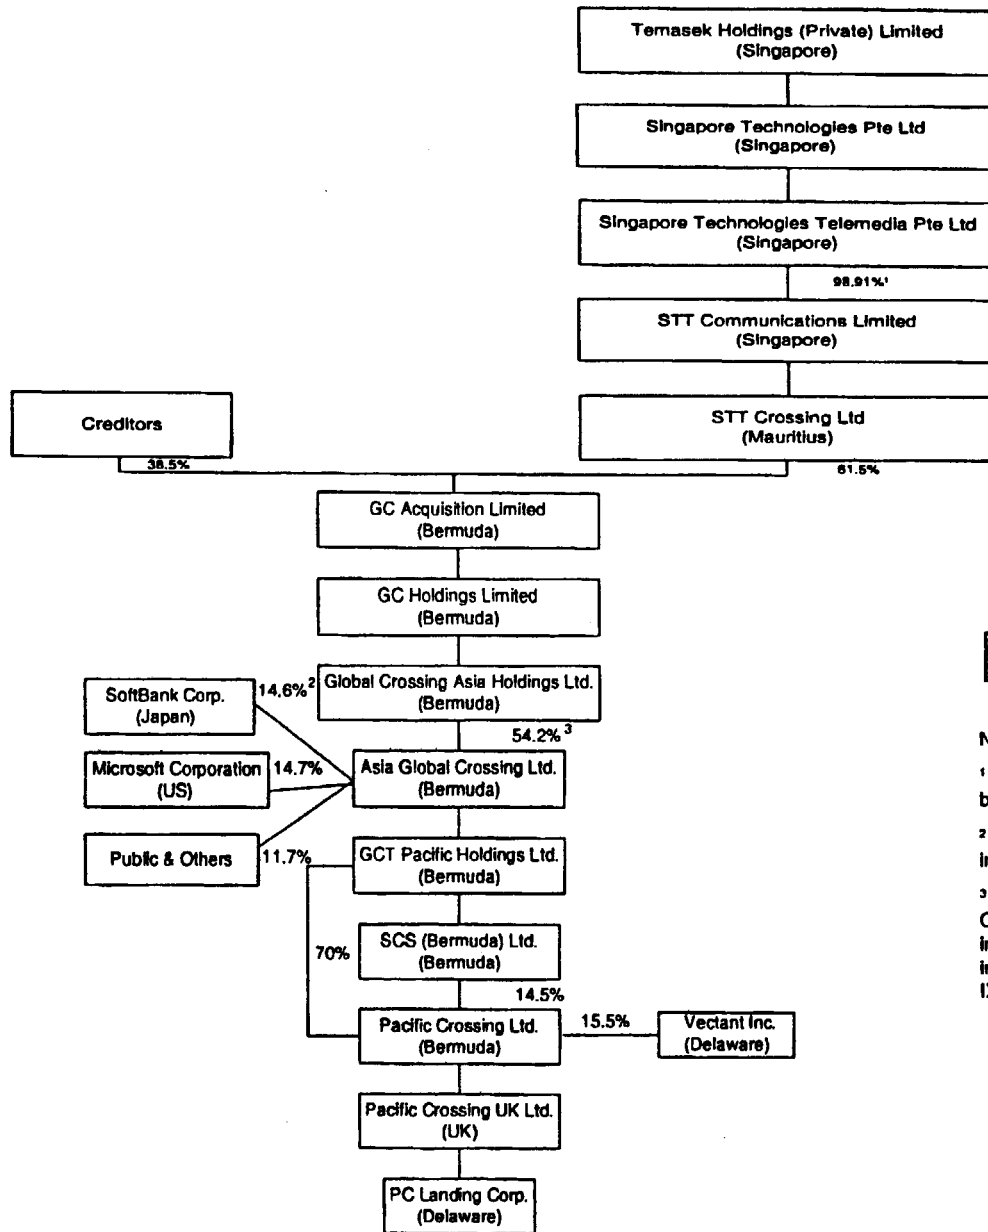 Temasek Holdings (Private) Limited
(Singapore)
Singapore Technologies Pte Ltd
(Singapore)
Singapore Technologies Telemedia Pte Ltd
(Singapore)
98.91%¹
STT Communications Limited
(Singapore)
Creditors
STT Crossing Ltd
(Mauritius)
38.5%
61.5%
GC Acquisition Limited
(Bermuda)
GC Holdings Limited
(Bermuda)
SoftBank Corp.
(Japan)
14.6%²
Global Crossing Asia Holdings Ltd.
(Bermuda)
54.2%³
Microsoft Corporation
(US)
14.7%
Asia Global Crossing Ltd.
(Bermuda)
Public & Others
11.7%
GCT Pacific Holdings Ltd.
(Bermuda)
70%
SCS (Bermuda) Ltd.
(Bermuda)
14.5%
Pacific Crossing Ltd.
(Bermuda)
15.5%
Vectant Inc.
(Delaware)
Pacific Crossing UK Ltd.
(UK)
PC Landing Corp.
(Delaware)
N
1
b
2
3